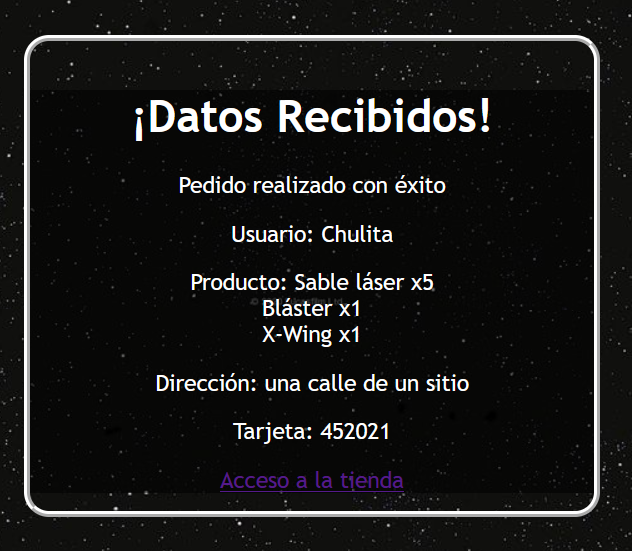 ¡Datos Recibidos!
Pedido realizado con éxito
Usuario: Chulita
Producto: Sable láser x5
Bláster x1
X-Wing x1
Dirección: una calle de un sitio
Tarjeta: 452021
Acceso a la tienda